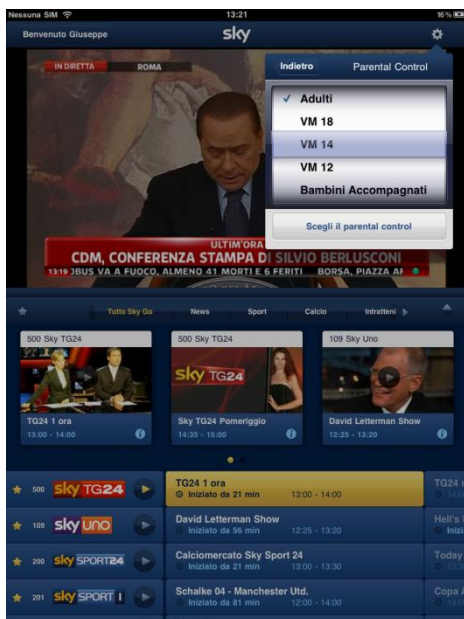 Nessuna SIM 13:21 16%
Benvenuto Giuseppe sky
IN DIRETTA ROMA
Indietro Parental Control
✓ Adulti
VM 18
VM 14
VM 12
Bambini Accompagnati
Scegli il parental control
ULTIM'ORA
CDM, CONFERENZA STAMPA DI SILVIO BERLUSCONI
13:19 OBUS VA A FUOCO, ALMENO 41 MORTI E 6 FERITI BORSA, PIAZZA AF
Tutto Sky Go News Sport Calcio Intratteni
500 Sky TG24
TG24 1 ora
13:00 - 14:00
500 Sky TG24
sky TG24
Sky TG24 Pomeriggio
14:35 - 15:00
109 Sky Uno
David Letterman Show
12:25 - 13:20
500 sky TG24
TG24 1 ora
Iniziato da 21 min 13:00 - 14:00
TG24
109 sky uno
David Letterman Show
Iniziato da 56 min 12:25 - 13:20
Hell's
Inizi
200 sky SPORT24
Calciomercato Sky Sport 24
Iniziato da 21 min 13:00 - 13:30
Today
201 sky SPORT 1
Schalke 04 - Manchester Utd.
Iniziato da 81 min 12:00 - 14:00
Copa